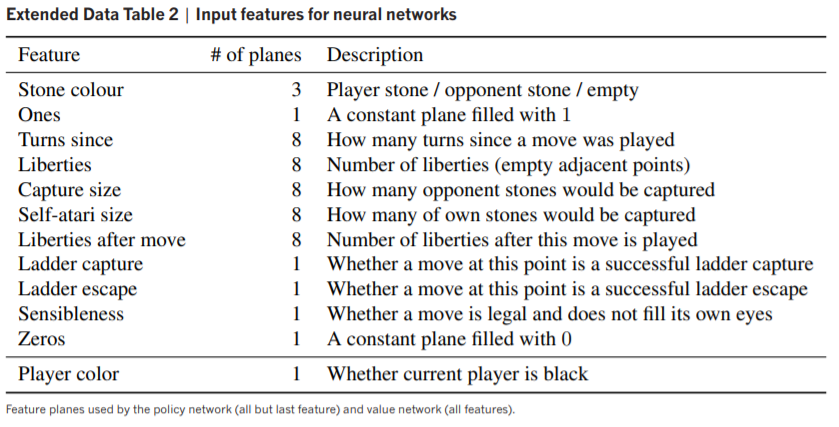 Extended Data Table 2 | Input features for neural networks
Feature # of planes Description
Stone colour 3 Player stone / opponent stone / empty
Ones 1 A constant plane filled with 1
Turns since 8 How many turns since a move was played
Liberties 8 Number of liberties (empty adjacent points)
Capture size 8 How many opponent stones would be captured
Self-atari size 8 How many of own stones would be captured
Liberties after move 8 Number of liberties after this move is played
Ladder capture 1 Whether a move at this point is a successful ladder capture
Ladder escape 1 Whether a move at this point is a successful ladder escape
Sensibleness 1 Whether a move is legal and does not fill its own eyes
Zeros 1 A constant plane filled with 0
Player color 1 Whether current player is black
Feature planes used by the policy network (all but last feature) and value network (all features).